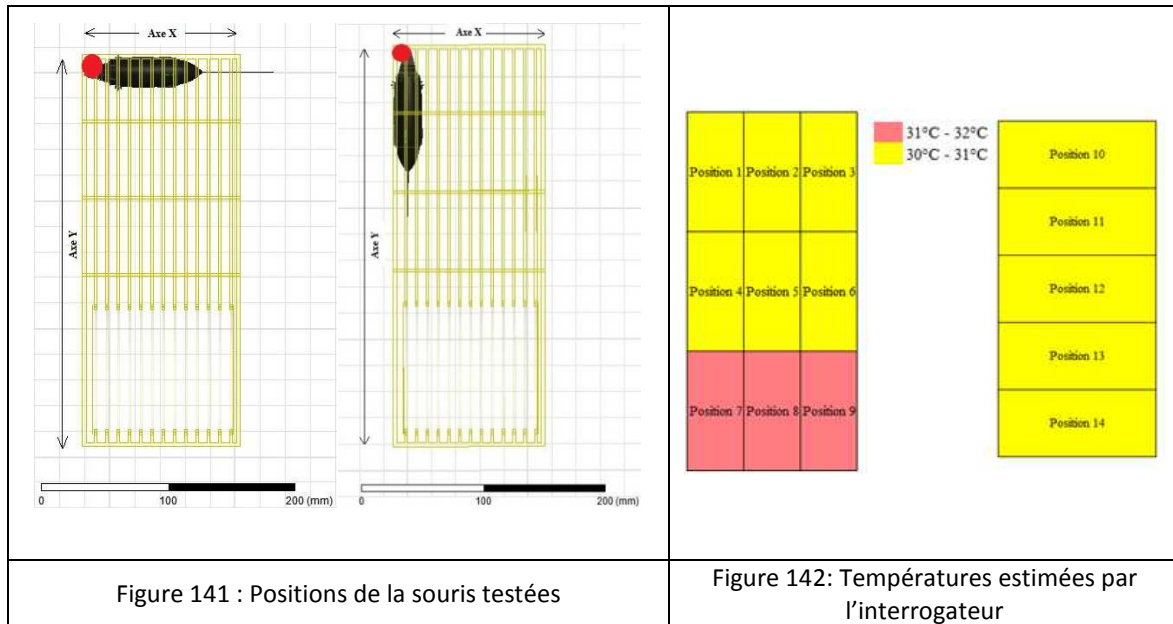 Axe X
Axe Y
0 100 200 (mm)
Axe X
Axe Y
0 100 200 (mm)
31°C - 32°C
30°C - 31°C
Position 1 Position 2 Position 3
Position 4 Position 5 Position 6
Position 7 Position 8 Position 9
Position 10
Position 11
Position 12
Position 13
Position 14
Figure 141 : Positions de la souris testées
Figure 142: Températures estimées par
l’interrogateur